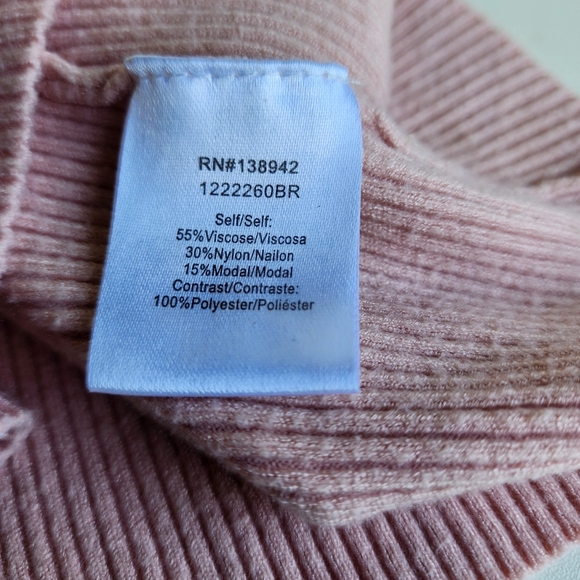 RN#138942
1222260BR
Self/Self:
55%Viscose/Viscosa
30%Nylon/Nailon
15%Modal/Modal
Contrast/Contraste:
100%Polyester/Poliéster